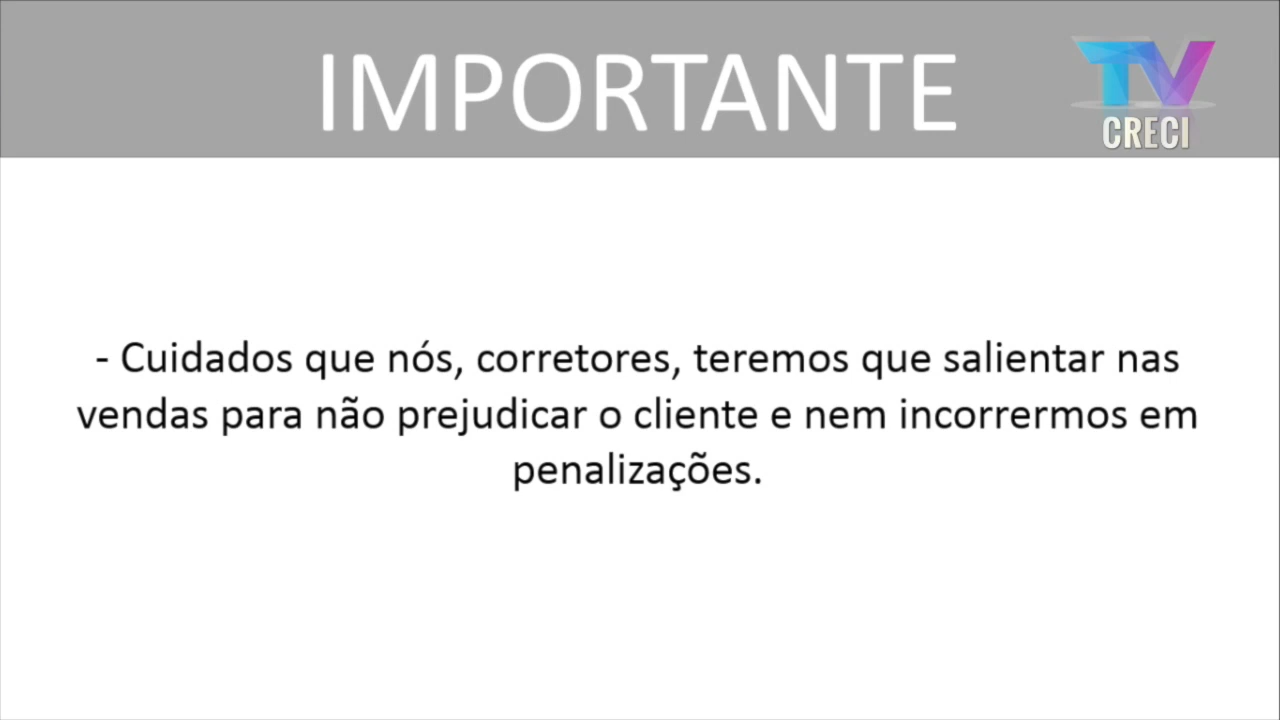 IMPORTANTE
TV
CRECI
- Cuidados que nós, corretores, teremos que salientar nas
vendas para não prejudicar o cliente e nem incorrermos em
penalizações.